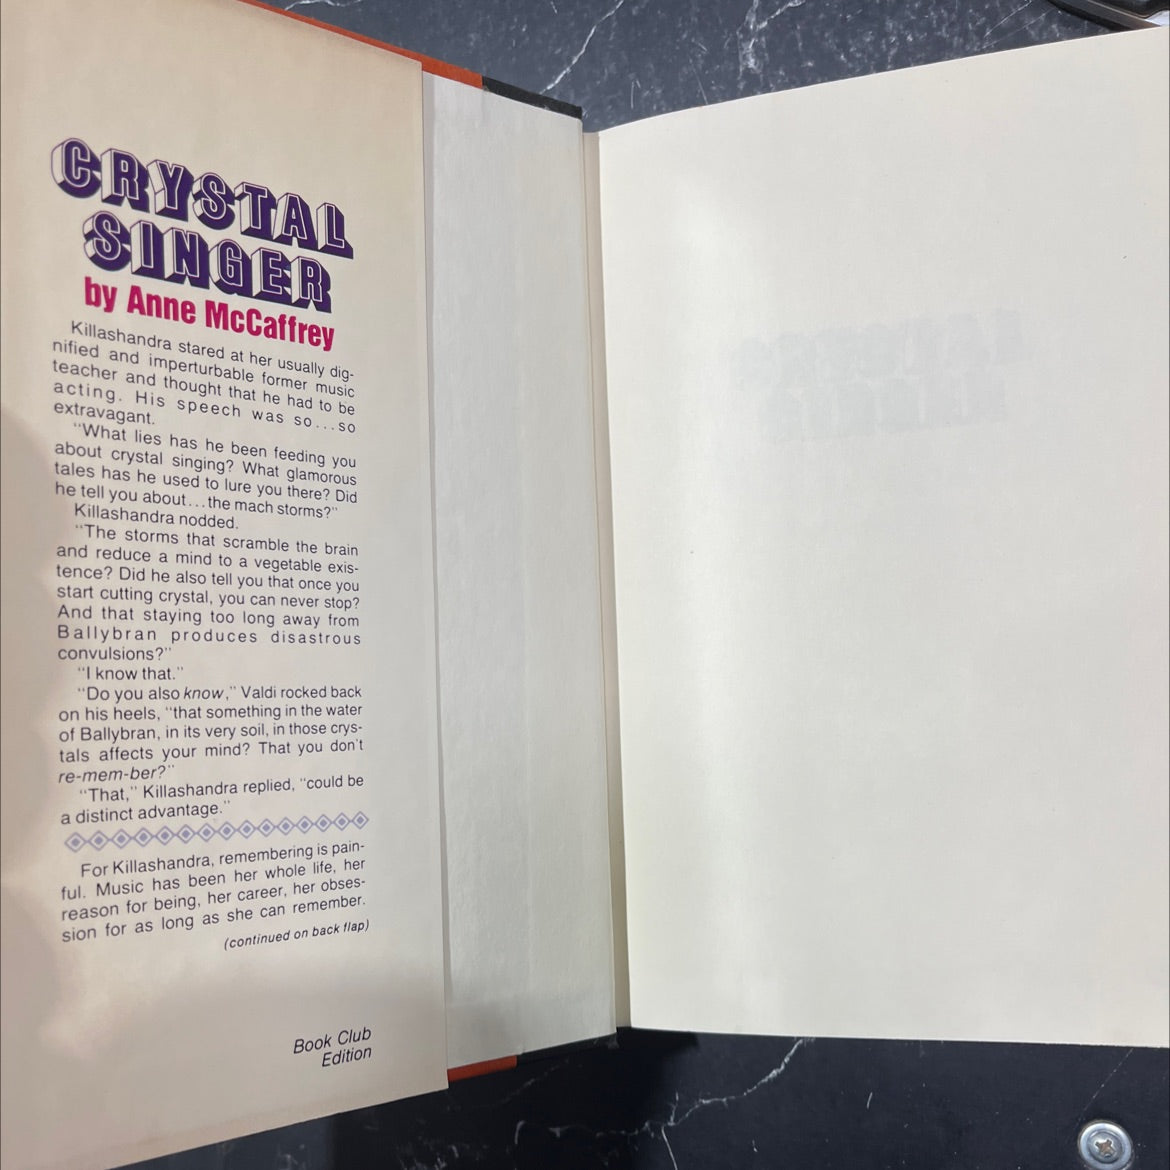 CRYSTAL
SINGER
by Anne McCaffrey
Killashandra stared at her usually dig-
nified and imperturbable former music
teacher and thought that he had to be
acting. His speech was so...so
extravagant.
"What lies has he been feeding you
about crystal singing? What glamorous
tales has he used to lure you there? Did
he tell you about...the mach storms?"
Killashandra nodded.
"The storms that scramble the brain
and reduce a mind to a vegetable exis-
tence? Did he also tell you that once you
start cutting crystal, you can never stop?
And that staying too long away from
Ballybran produces disastrous
convulsions?"
"I know that."
"Do you also know," Valdi rocked back
on his heels, "that something in the water
of Ballybran, in its very soil, in those crys-
tals affects your mind? That you don't
re-mem-ber?"
"That," Killashandra replied, "could be
a distinct advantage."
For Killashandra, remembering is pain-
ful. Music has been her whole life, her
reason for being, her career, her obses-
sion for as long as she can remember.
(continued on back flap)
Book Club
Edition